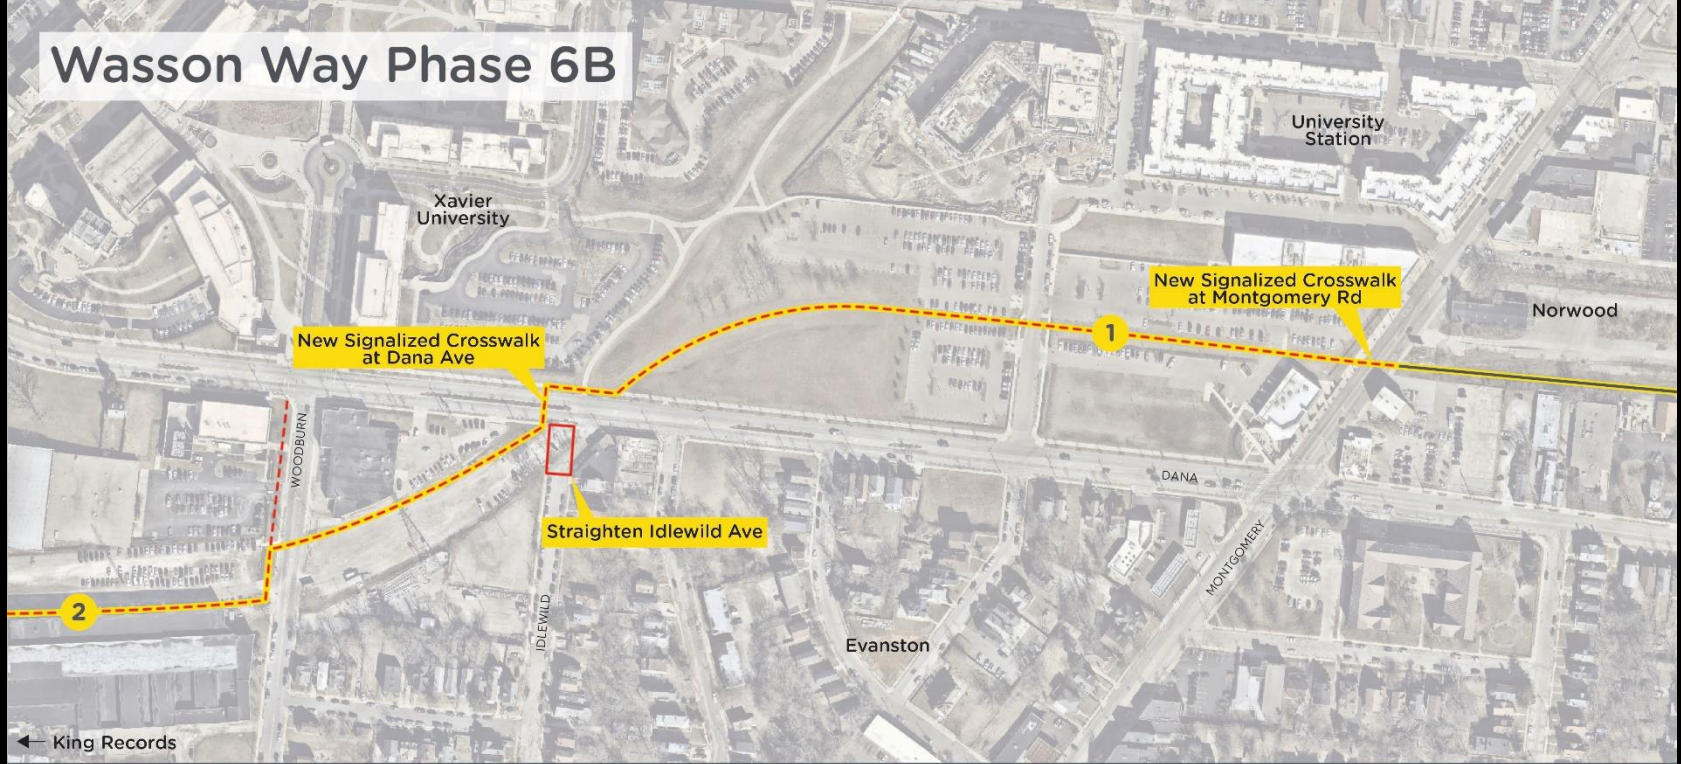 Wasson Way Phase 6B
University
Station
Xavier
University
New Signalized Crosswalk
at Montgomery Rd
Norwood
1
New Signalized Crosswalk
at Dana Ave
WOODBURN
DANA
Straighten Idlewild Ave
MONTGOMERY
2
IDLEWILD
Evanston
← King Records